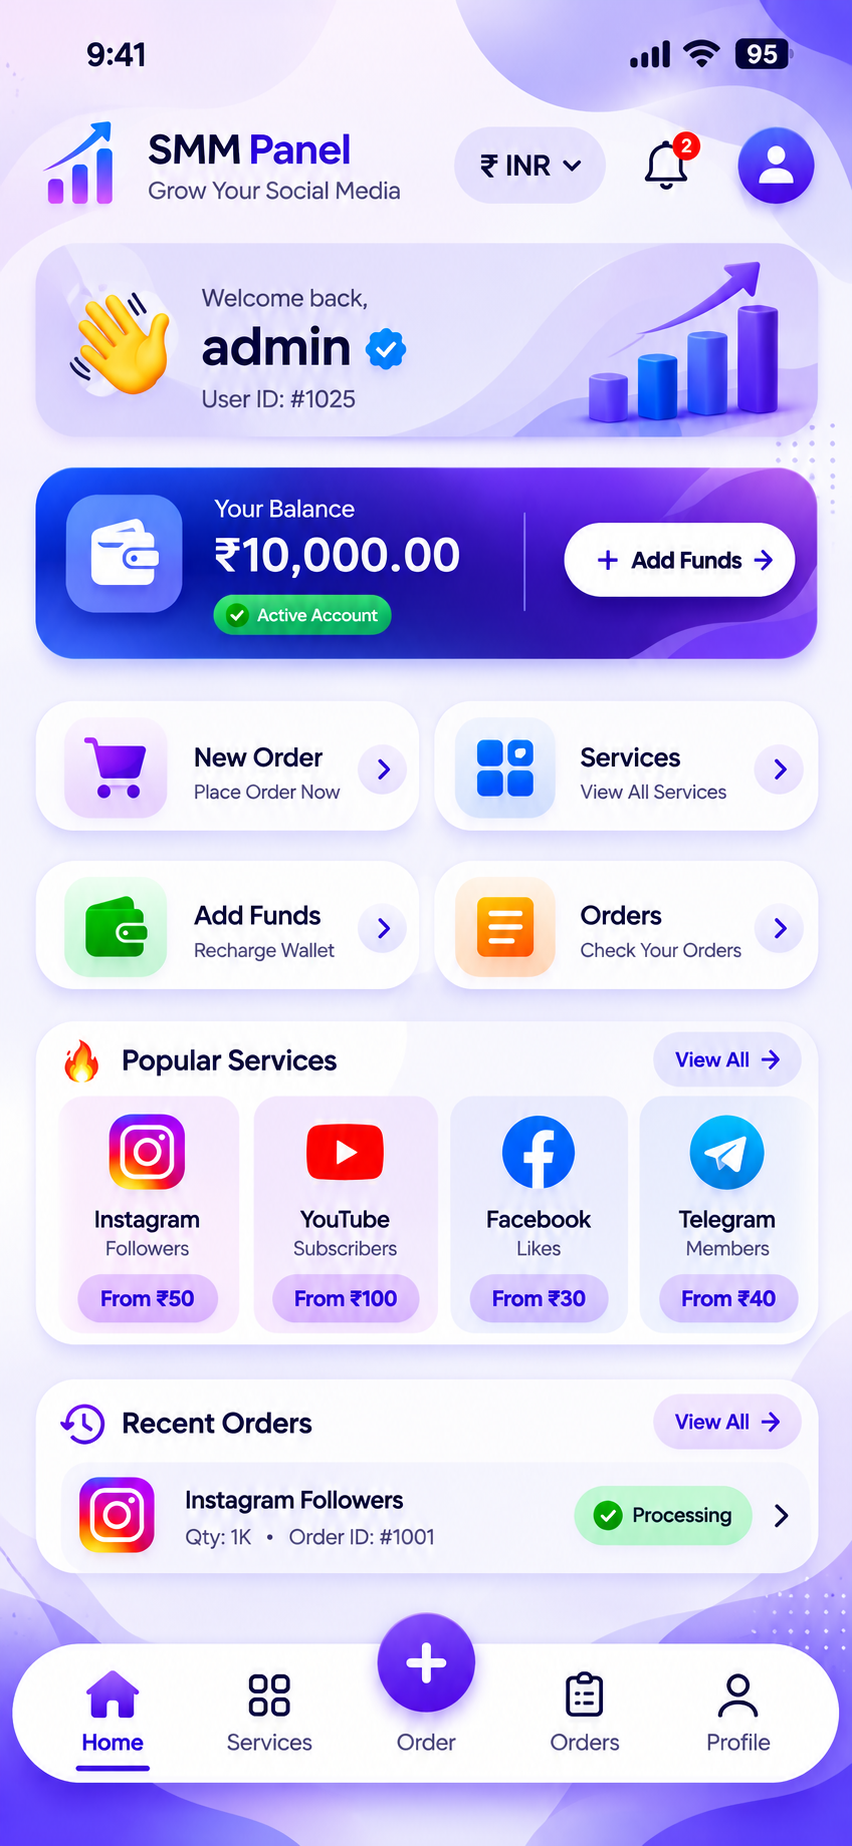 9:41
95
SMM Panel
Grow Your Social Media
₹ INR
2
Welcome back,
admin
User ID: #1025
Your Balance
₹10,000.00
Active Account
+ Add Funds →
New Order
Place Order Now
Services
View All Services
Add Funds
Recharge Wallet
Orders
Check Your Orders
Popular Services
View All →
Instagram
Followers
From ₹50
YouTube
Subscribers
From ₹100
Facebook
Likes
From ₹30
Telegram
Members
From ₹40
Recent Orders
View All →
Instagram Followers
Qty: 1K • Order ID: #1001
Processing
Home
Services
Order
Orders
Profile